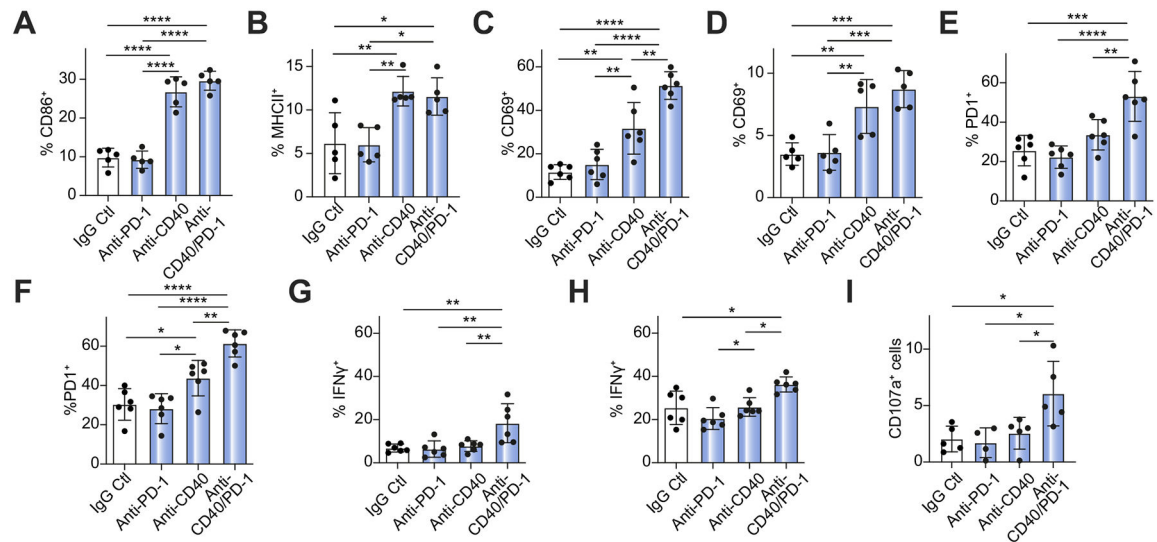 A
****
****
****
****
% CD86+
30
20
10
0
IgG Ctl
Anti-PD-1
Anti-CD40
Anti-
CD40/PD-1
B
*
*
**
**
% MHCII+
15
10
5
0
IgG Ctl
Anti-PD-1
Anti-CD40
Anti-
CD40/PD-1
C
****
****
**
**
**
% CD69+
60
40
20
0
IgG Ctl
Anti-PD-1
Anti-CD40
Anti-
CD40/PD-1
D
***
***
**
**
% CD69+
10
5
0
IgG Ctl
Anti-PD-1
Anti-CD40
Anti-
CD40/PD-1
E
***
****
**
% PD1+
60
40
20
0
IgG Ctl
Anti-PD-1
Anti-CD40
Anti-
CD40/PD-1
F
****
****
**
*
*
%PD1+
60
40
20
0
IgG Ctl
Anti-PD-1
Anti-CD40
Anti-
CD40/PD-1
G
**
**
**
% IFNγ+
60
40
20
0
IgG Ctl
Anti-PD-1
Anti-CD40
Anti-
CD40/PD-1
H
*
*
*
% IFNγ+
60
40
20
0
IgG Ctl
Anti-PD-1
Anti-CD40
Anti-
CD40/PD-1
I
*
*
*
CD107a+ cells
10
5
0
IgG Ctl
Anti-PD-1
Anti-CD40
Anti-
CD40/PD-1